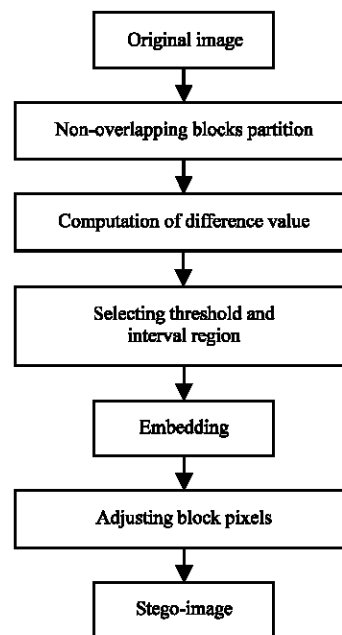 Original image
Non-overlapping blocks partition
Computation of difference value
Selecting threshold and
interval region
Embedding
Adjusting block pixels
Stego-image